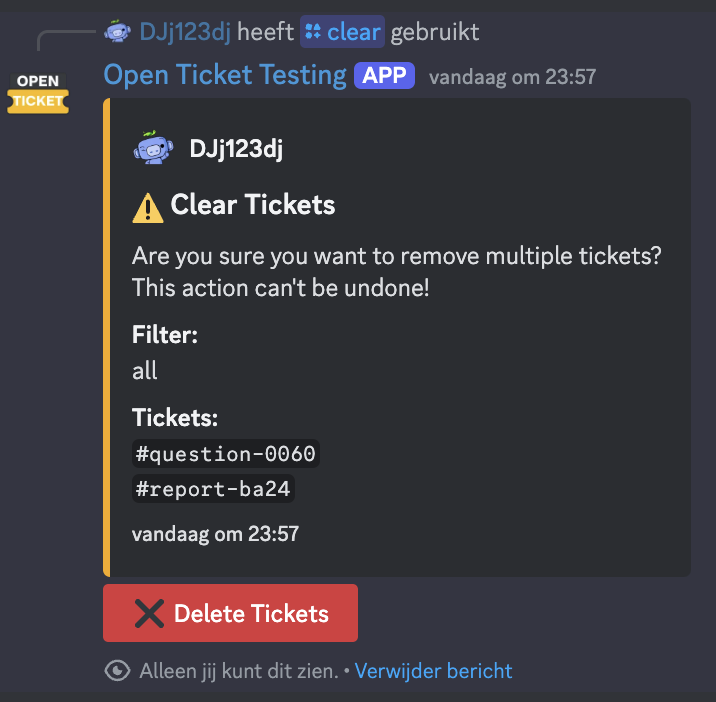 DJj123dj heeft clear gebruikt
OPEN
TICKET
Open Ticket Testing APP vandaag om 23:57
DJj123dj
Clear Tickets
Are you sure you want to remove multiple tickets?
This action can't be undone!
Filter:
all
Tickets:
#question-0060
#report-ba24
vandaag om 23:57
Delete Tickets
Alleen jij kunt dit zien. • Verwijder bericht